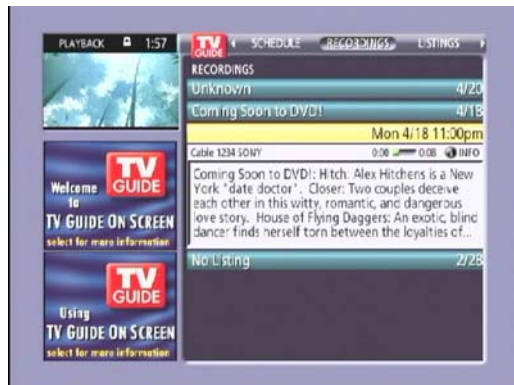 PLAYBACK 1:57
TV GUIDE SCHEDULE RECORDINGS LISTINGS
RECORDINGS
Unknown 4/20
Coming Soon to DVD! 4/18
Mon 4/18 11:00pm
Cable 1234 SONY 0:00 0:08 INFO
Coming Soon to DVD!: Hitch: Alex Hitchens is a New
York "date doctor". Closer: Two couples deceive
each other in this witty, romantic, and dangerous
love story. House of Flying Daggers: An exotic, blind
dancer finds herself torn between the loyalties of...
No Listing 2/28
TV
GUIDE
Welcome
to
TV GUIDE ON SCREEN
select for more information
TV
GUIDE
Using
TV GUIDE ON SCREEN
select for more information